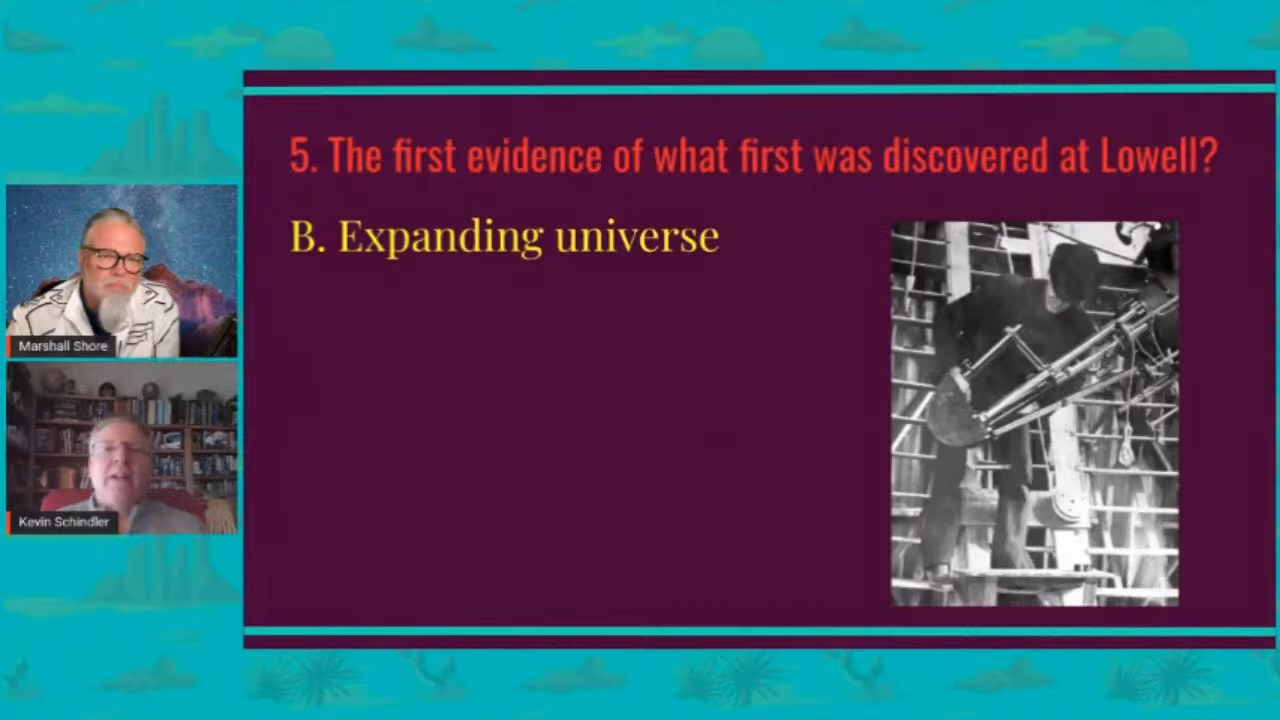 5. The first evidence of what first was discovered at Lowell?
B. Expanding universe
Marshall Shore
Kevin Schindler